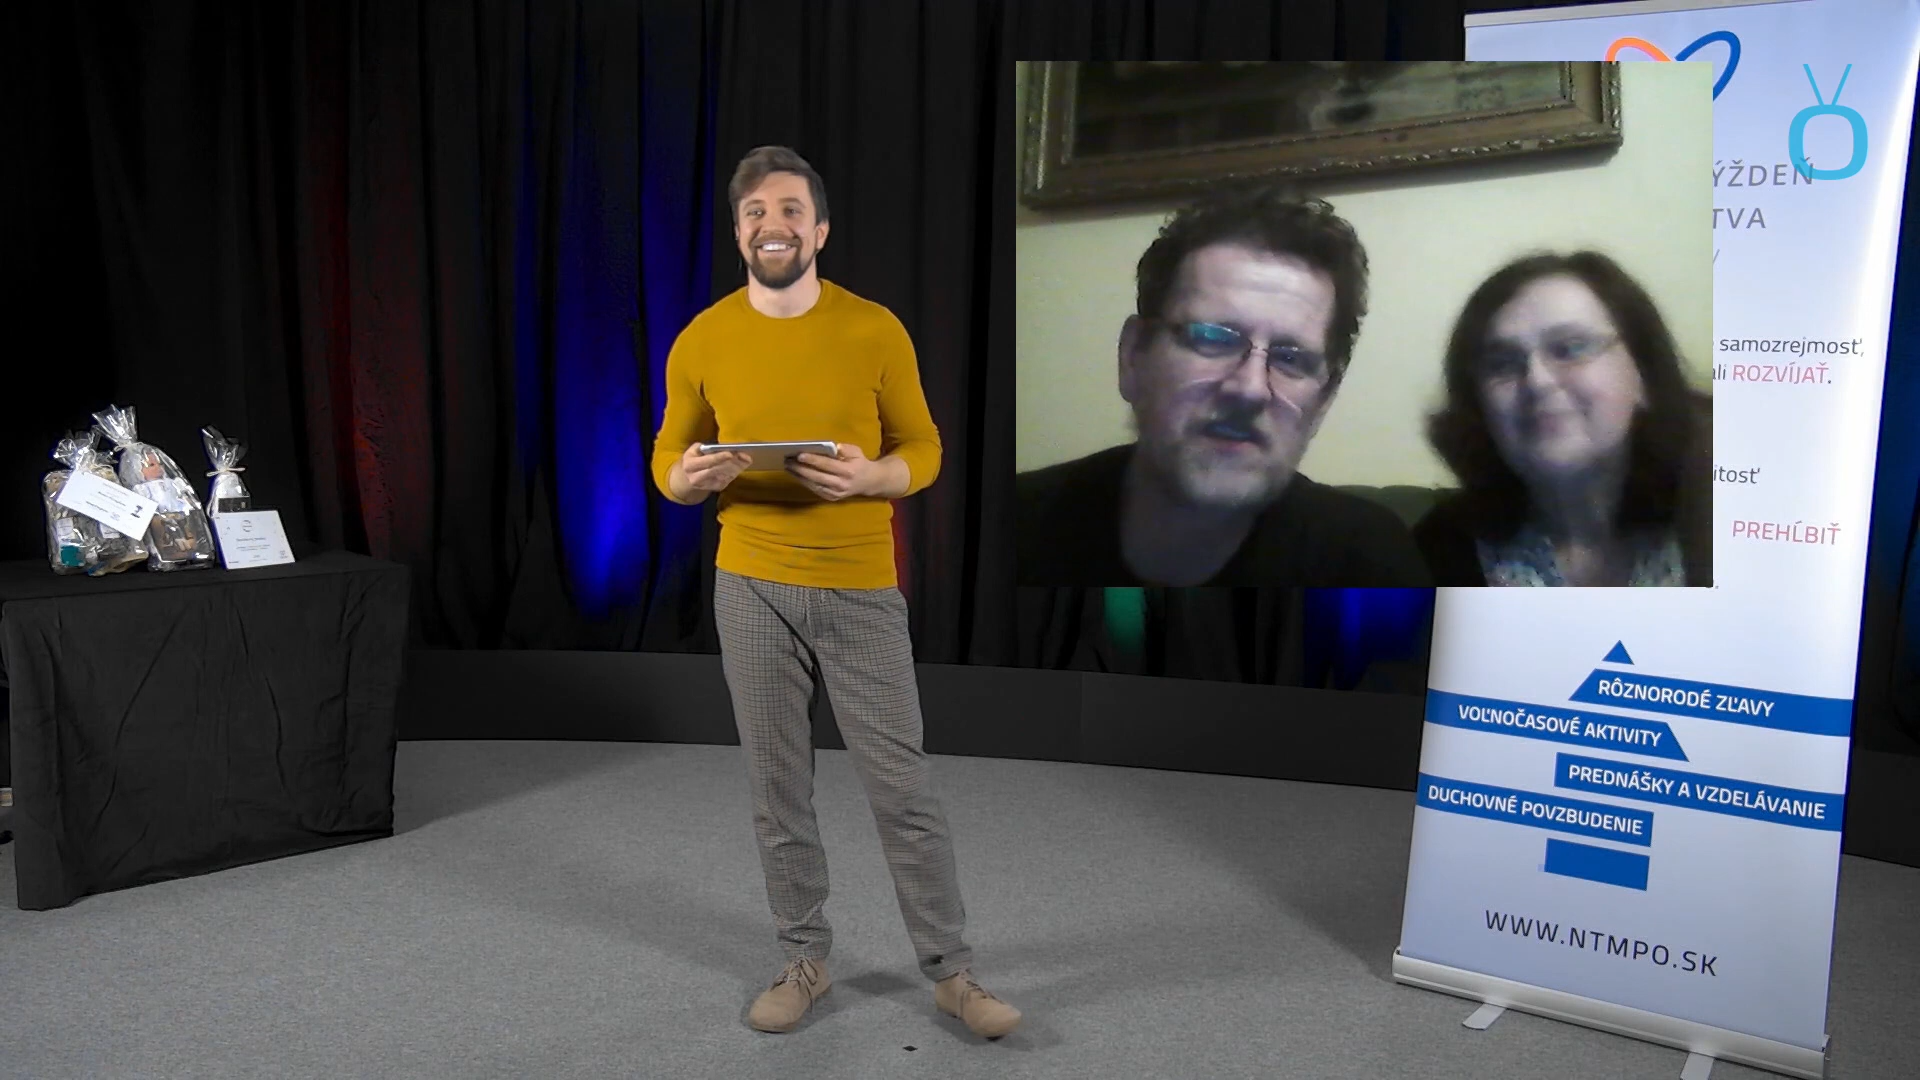 ÝŽDEŇ
TVA
samozrejmosť,
ali ROZVÍJAŤ.
itosť
PREHĹBIŤ
RÔZNORODÉ ZĽAVY
VOĽNOČASOVÉ AKTIVITY
PREDNÁŠKY A VZDELÁVANIE
DUCHOVNÉ POVZBUDENIE
WWW.NTMPO.SK